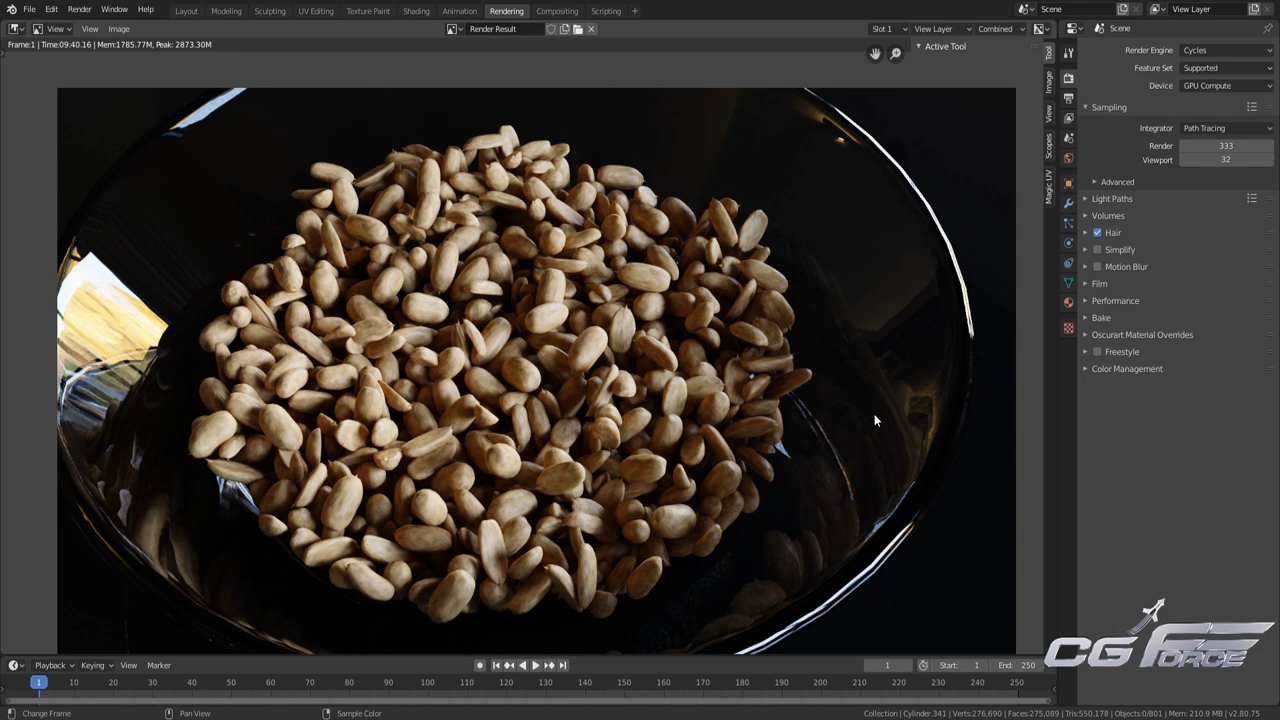 File Edit Render Window Help Layout Modeling Sculpting UV Editing Texture Paint Shading Animation Rendering Compositing Scripting + Scene View Layer
View View Image Render Result Slot 1 View Layer Combined Scene
Frame:1 | Time:09:40.16 | Mem:1785.77M, Peak: 2873.30M
Active Tool
Tool
Image
View
Scopes
Magic UV
Render Engine Cycles
Feature Set Supported
Device GPU Compute
Sampling
Integrator Path Tracing
Render 333
Viewport 32
Advanced
Light Paths
Volumes
Hair
Simplify
Motion Blur
Film
Performance
Bake
Oscurart Material Overrides
Freestyle
Color Management
CG FORCE
Playback Keying View Marker 1 Start: 1 End: 250
1 10 20 30 40 50 60 70 80 90 100 110 120 130 140 150 160 170 180 190 200 210 220 230 240 250
Change Frame Pan View Sample Color Collection | Cylinder.341 | Verts:276,690 | Faces:275,089 | Tris:550,178 | Objects:0/801 | Mem: 210.9 MB | v2.80.75